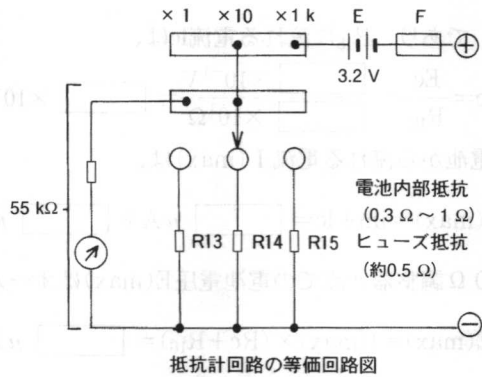 ×1 ×10 ×1 k E F
3.2 V
55 kΩ
R13 R14 R15
電池内部抵抗
(0.3 Ω ～ 1 Ω)
ヒューズ抵抗
(約0.5 Ω)
抵抗計回路の等価回路図